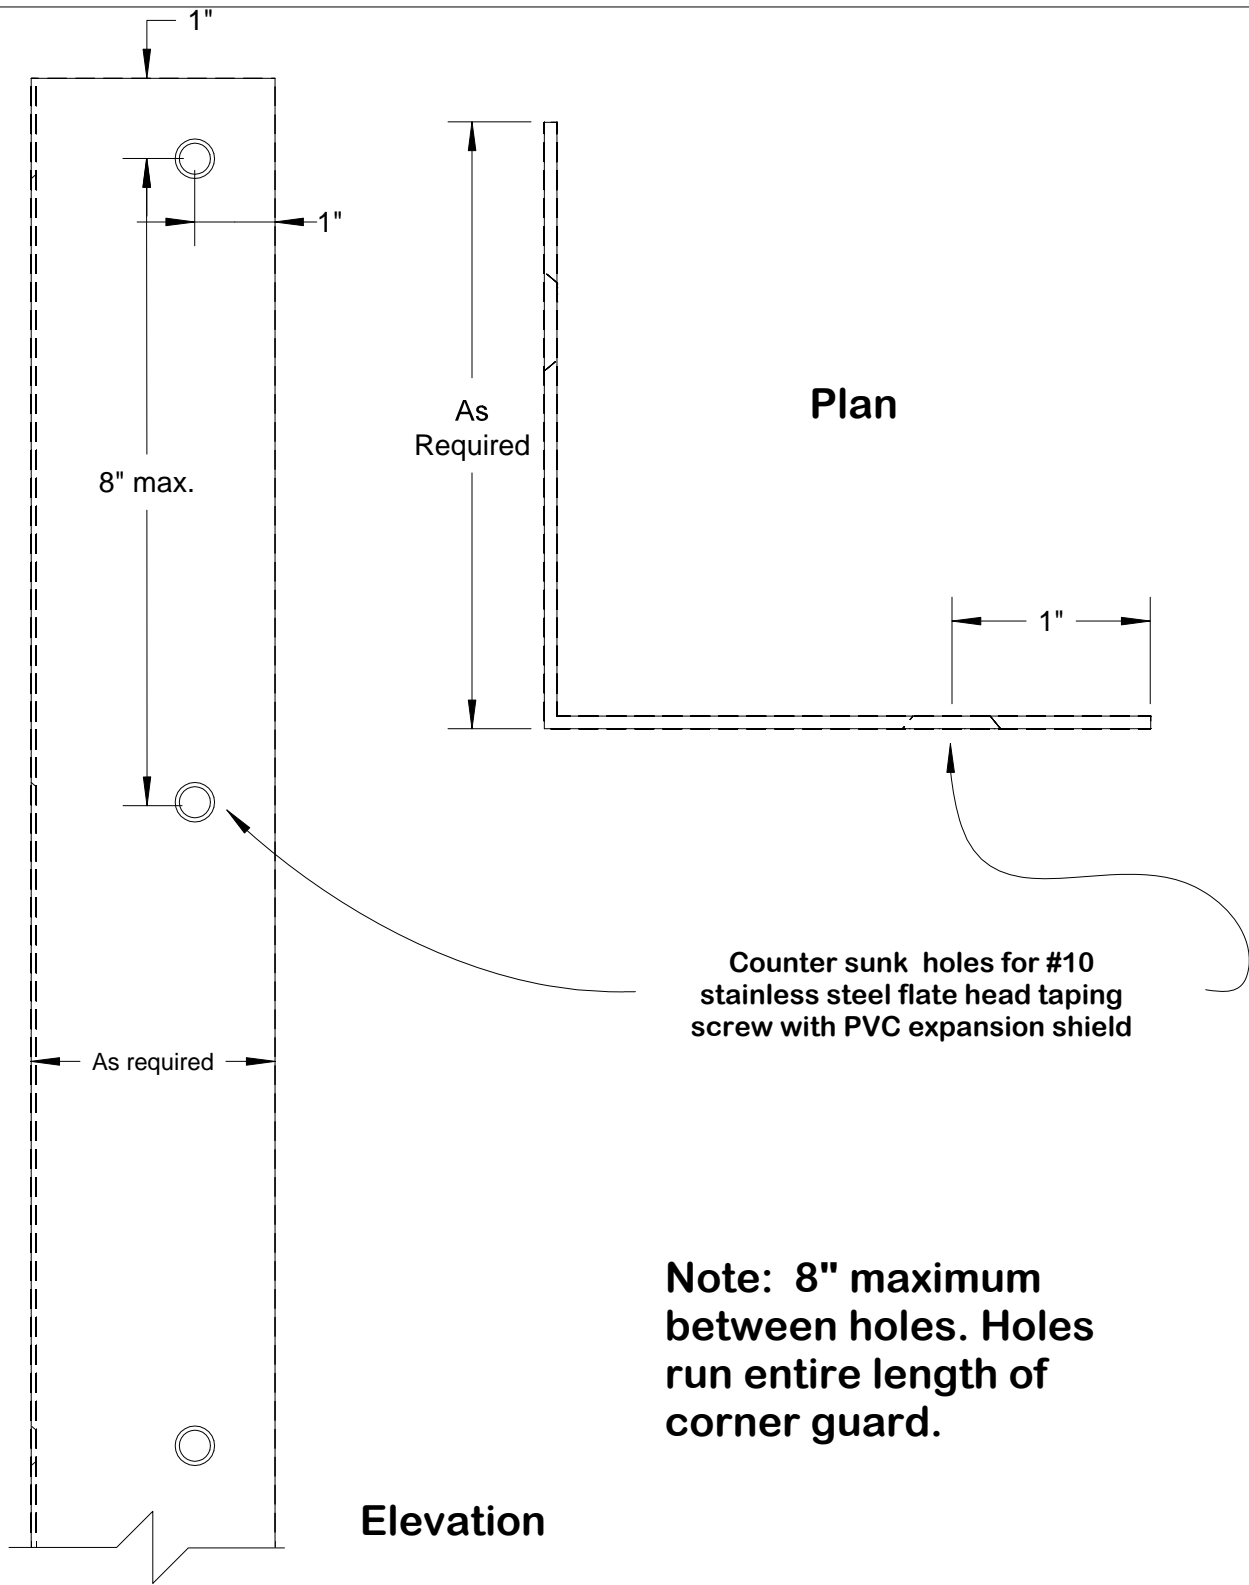 1"
1"
As
Required
Plan
8" max.
1"
Counter sunk holes for #10
stainless steel flate head taping
screw with PVC expansion shield
As required
Note: 8" maximum
between holes. Holes
run entire length of
corner guard.
Elevation